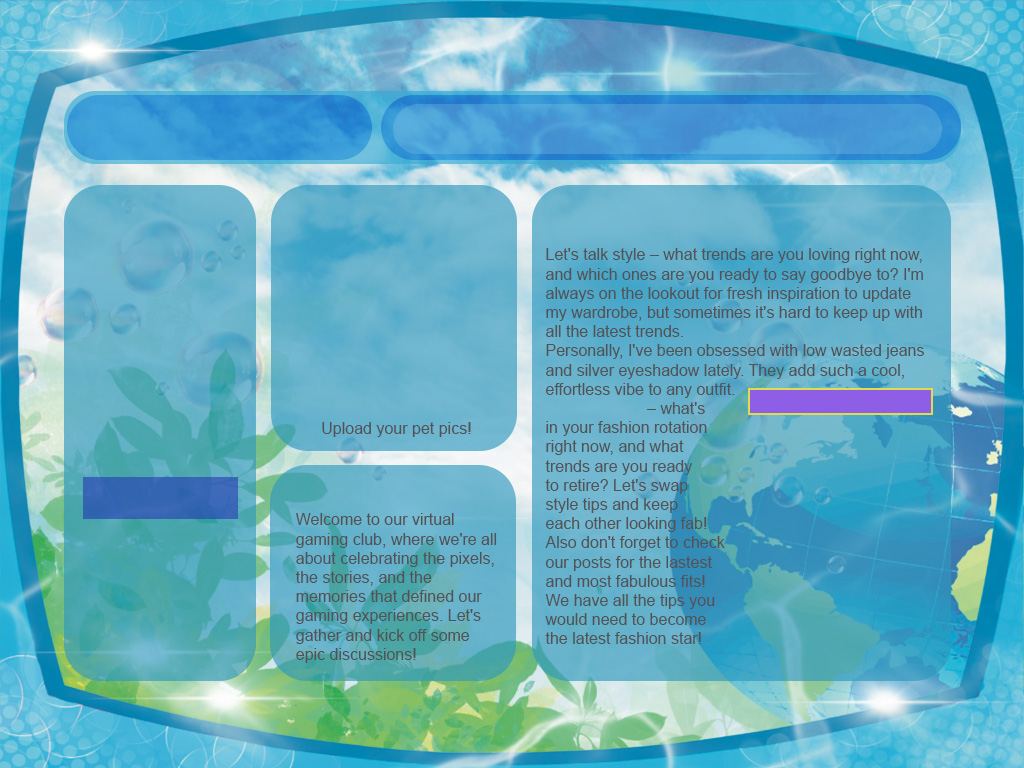 Upload your pet pics!
Welcome to our virtual
gaming club, where we're all
about celebrating the pixels,
the stories, and the
memories that defined our
gaming experiences. Let's
gather and kick off some
epic discussions!
Let's talk style – what trends are you loving right now,
and which ones are you ready to say goodbye to? I'm
always on the lookout for fresh inspiration to update
my wardrobe, but sometimes it's hard to keep up with
all the latest trends.
Personally, I've been obsessed with low wasted jeans
and silver eyeshadow lately. They add such a cool,
effortless vibe to any outfit.
– what's
in your fashion rotation
right now, and what
trends are you ready
to retire? Let's swap
style tips and keep
each other looking fab!
Also don't forget to check
our posts for the lastest
and most fabulous fits!
We have all the tips you
would need to become
the latest fashion star!